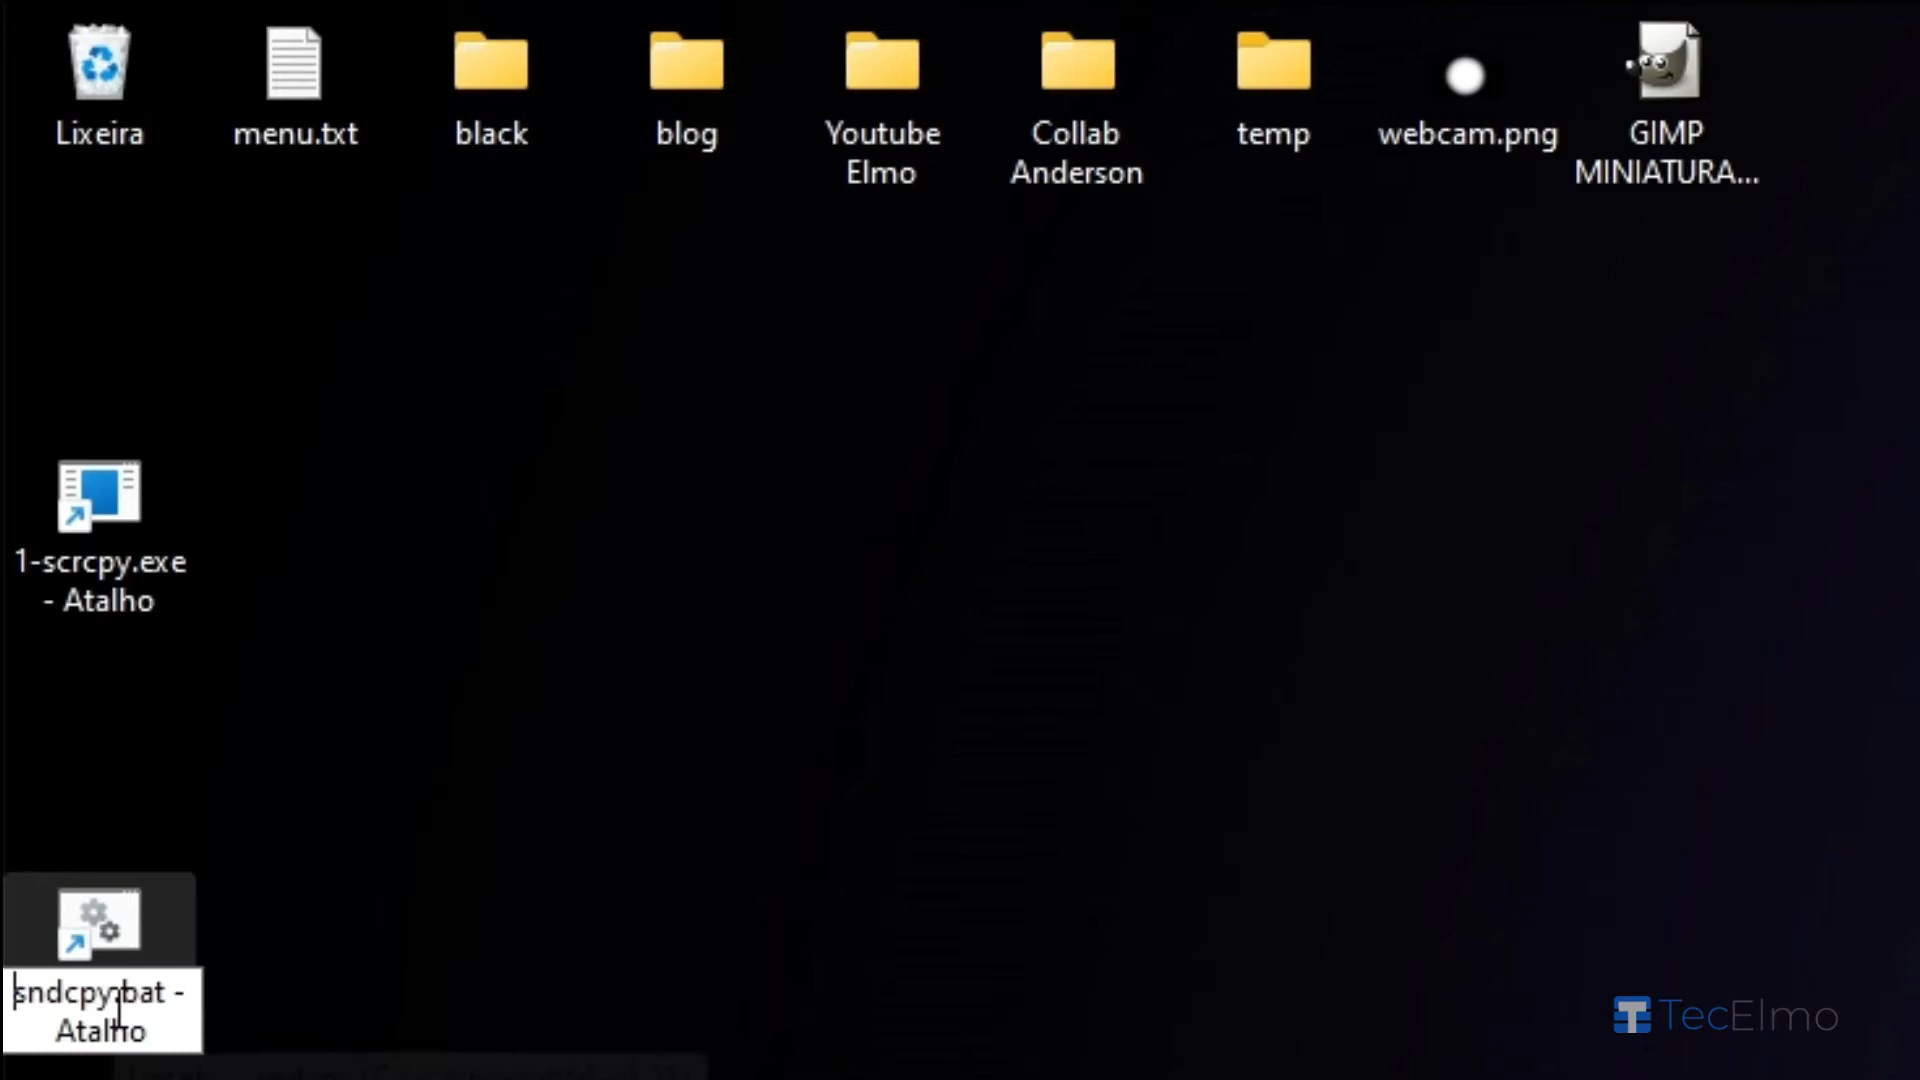 Lixeira
menu.txt
black
blog
Youtube
Elmo
Collab
Anderson
temp
webcam.png
GIMP
MINIATURA...
1-scrcpy.exe
- Atalho
sndcpy.bat -
Atalho
TecElmo